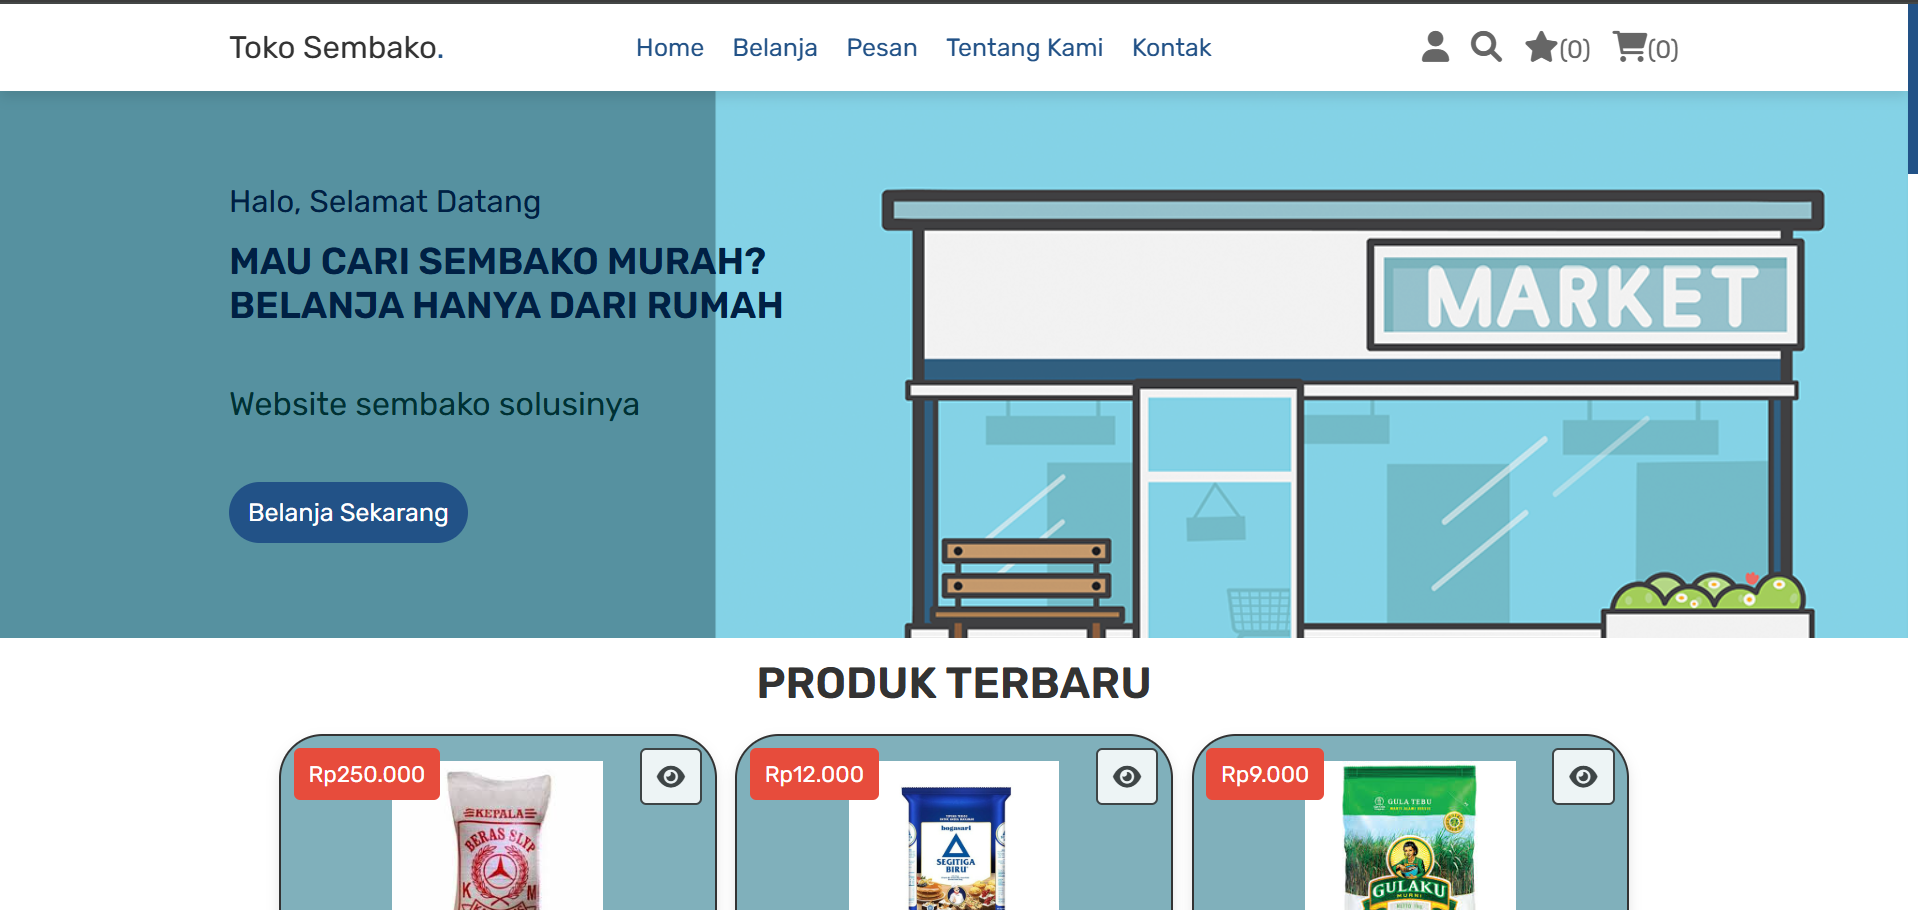 Toko Sembako.
Home Belanja Pesan Tentang Kami Kontak
(0) (0)
Halo, Selamat Datang
MAU CARI SEMBAKO MURAH?
BELANJA HANYA DARI RUMAH
Website sembako solusinya
Belanja Sekarang
MARKET
PRODUK TERBARU
Rp250.000
KEPALA
BERAS SLYP
K M
Rp12.000
bogasari
SEGITIGA
BIRU
Rp9.000
GULA TEBU
GULAKU
MURNI